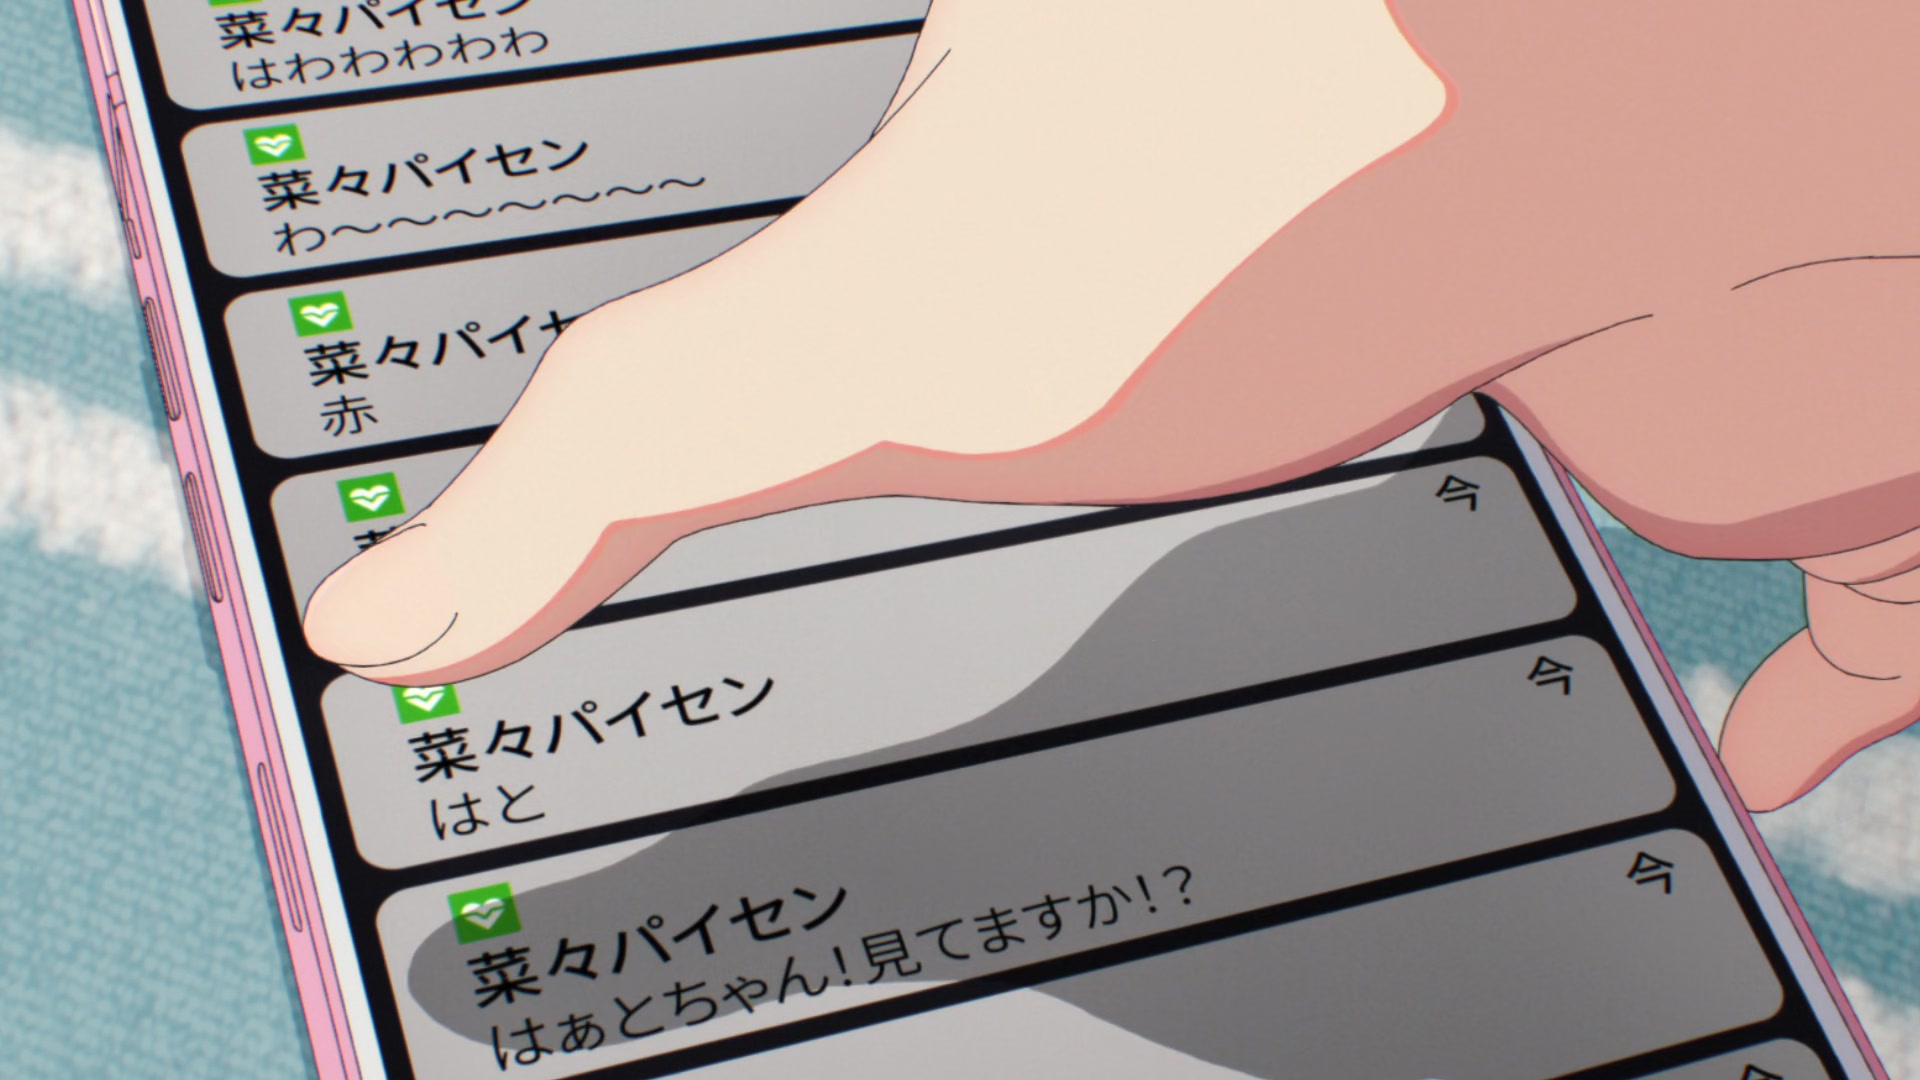 菜々パイセン
はわわわわわ
菜々パイセン
わ〜〜〜〜〜〜〜
菜々パイセ
赤
今
菜々パイセン
はと
今
菜々パイセン
はぁとちゃん!見てますか!?
今
今